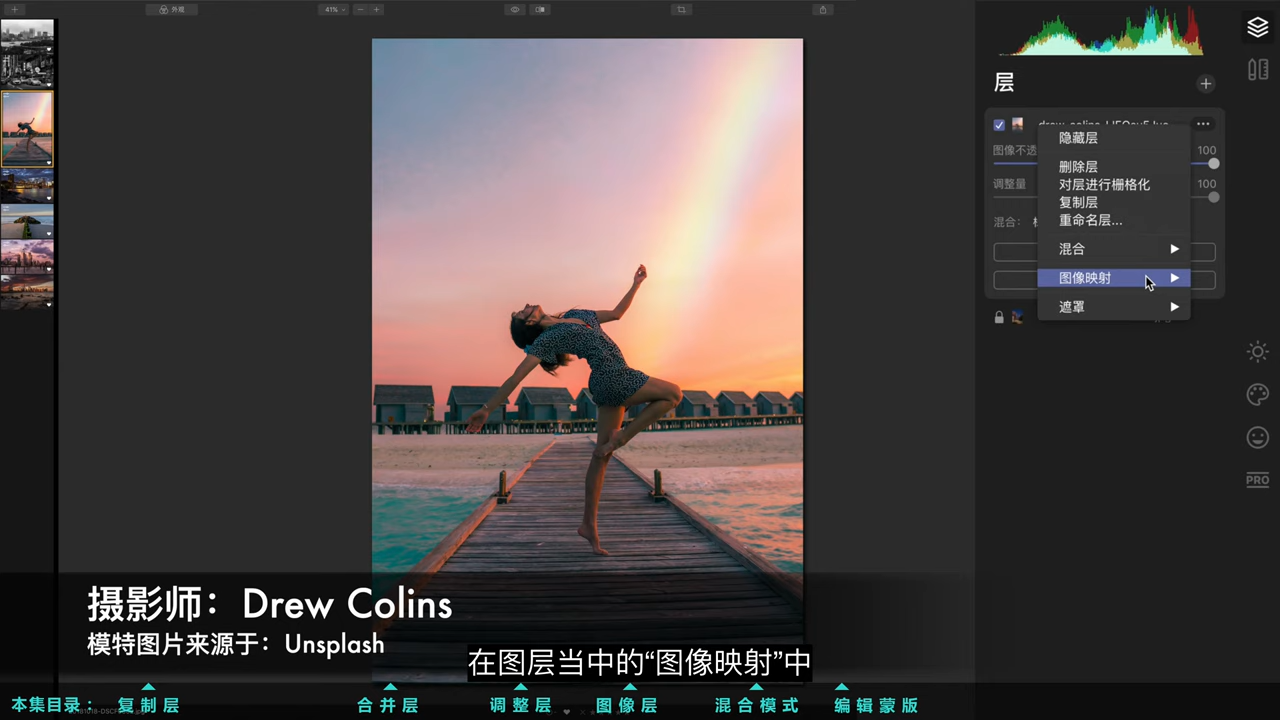 外观
41%
层
100
图像不透
调整量
100
混合:
隐藏层
删除层
对层进行栅格化
复制层
重命名层...
混合
图像映射
遮罩
PRO
摄影师：Drew Colins
模特图片来源于：Unsplash
在图层当中的“图像映射”中
本集目录：
复制层
合并层
调整层
图像层
混合模式
编辑蒙版